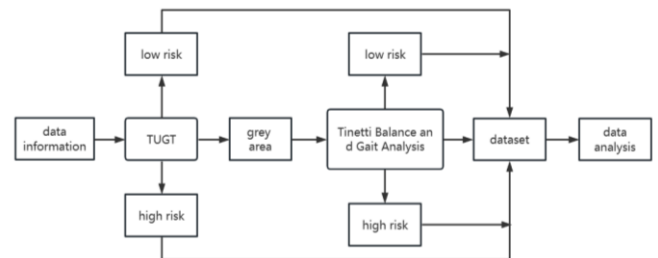 low risk
low risk
data
information
TUGT
grey
area
Tinetti Balance an
d Gait Analysis
dataset
data
analysis
high risk
high risk